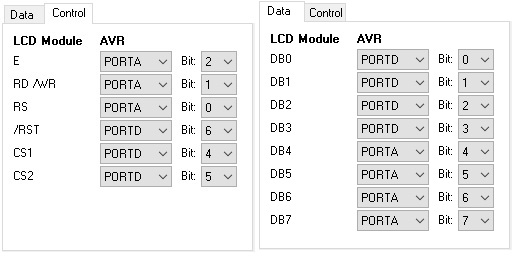 Data Control
LCD Module AVR
E PORTA Bit: 2
RD /WR PORTA Bit: 1
RS PORTA Bit: 0
/RST PORTD Bit: 6
CS1 PORTD Bit: 4
CS2 PORTD Bit: 5
Data Control
LCD Module AVR
DB0 PORTD Bit: 0
DB1 PORTD Bit: 1
DB2 PORTD Bit: 2
DB3 PORTD Bit: 3
DB4 PORTA Bit: 4
DB5 PORTA Bit: 5
DB6 PORTA Bit: 6
DB7 PORTA Bit: 7